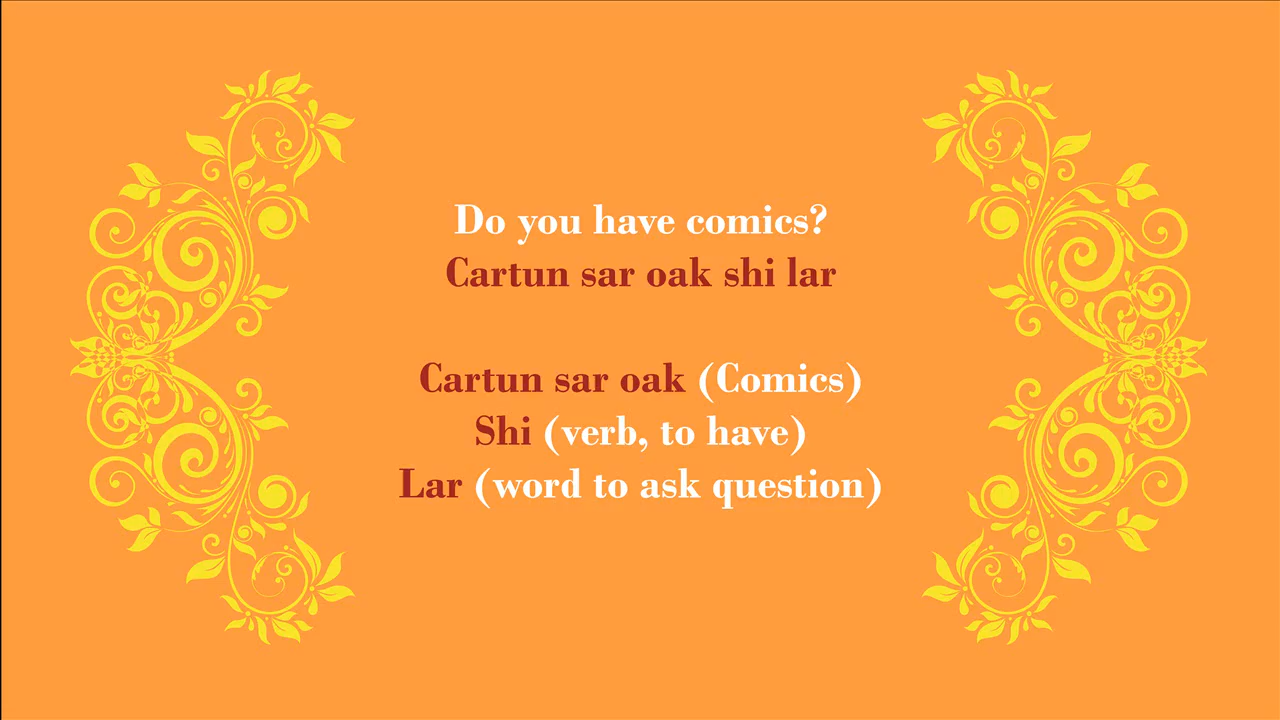 Do you have comics?
Cartun sar oak shi lar
Cartun sar oak (Comics)
Shi (verb, to have)
Lar (word to ask question)